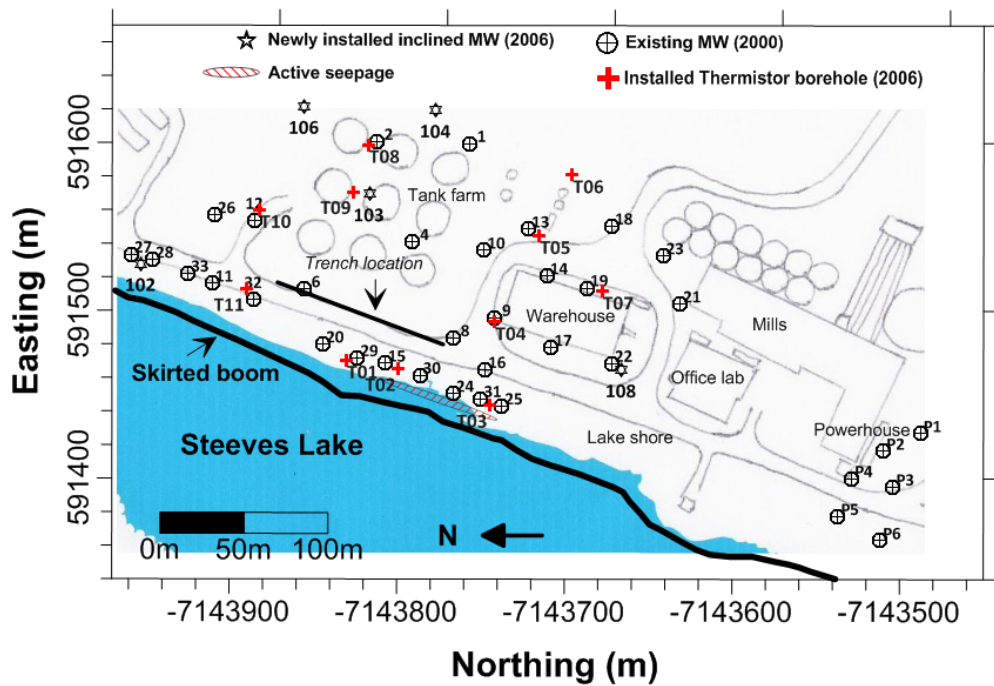 Newly installed inclined MW (2006)
Existing MW (2000)
Active seepage
Installed Thermistor borehole (2006)
591600
591500
591400
Easting (m)
106
104
2
1
T08
T06
Tank farm
T09
103
12
26
T10
13
18
T05
4
10
23
27
28
Trench location
14
33
102
11
32
6
19
T07
21
T11
9
Warehouse
T04
Mills
8
20
17
Skirted boom
29
15
T01
T02
30
16
22
108
Office lab
24
31
25
T03
Steeves Lake
Lake shore
Powerhouse
P1
P2
P4
P3
P5
P6
N
0m
50m
100m
-7143900
-7143800
-7143700
-7143600
-7143500
Northing (m)